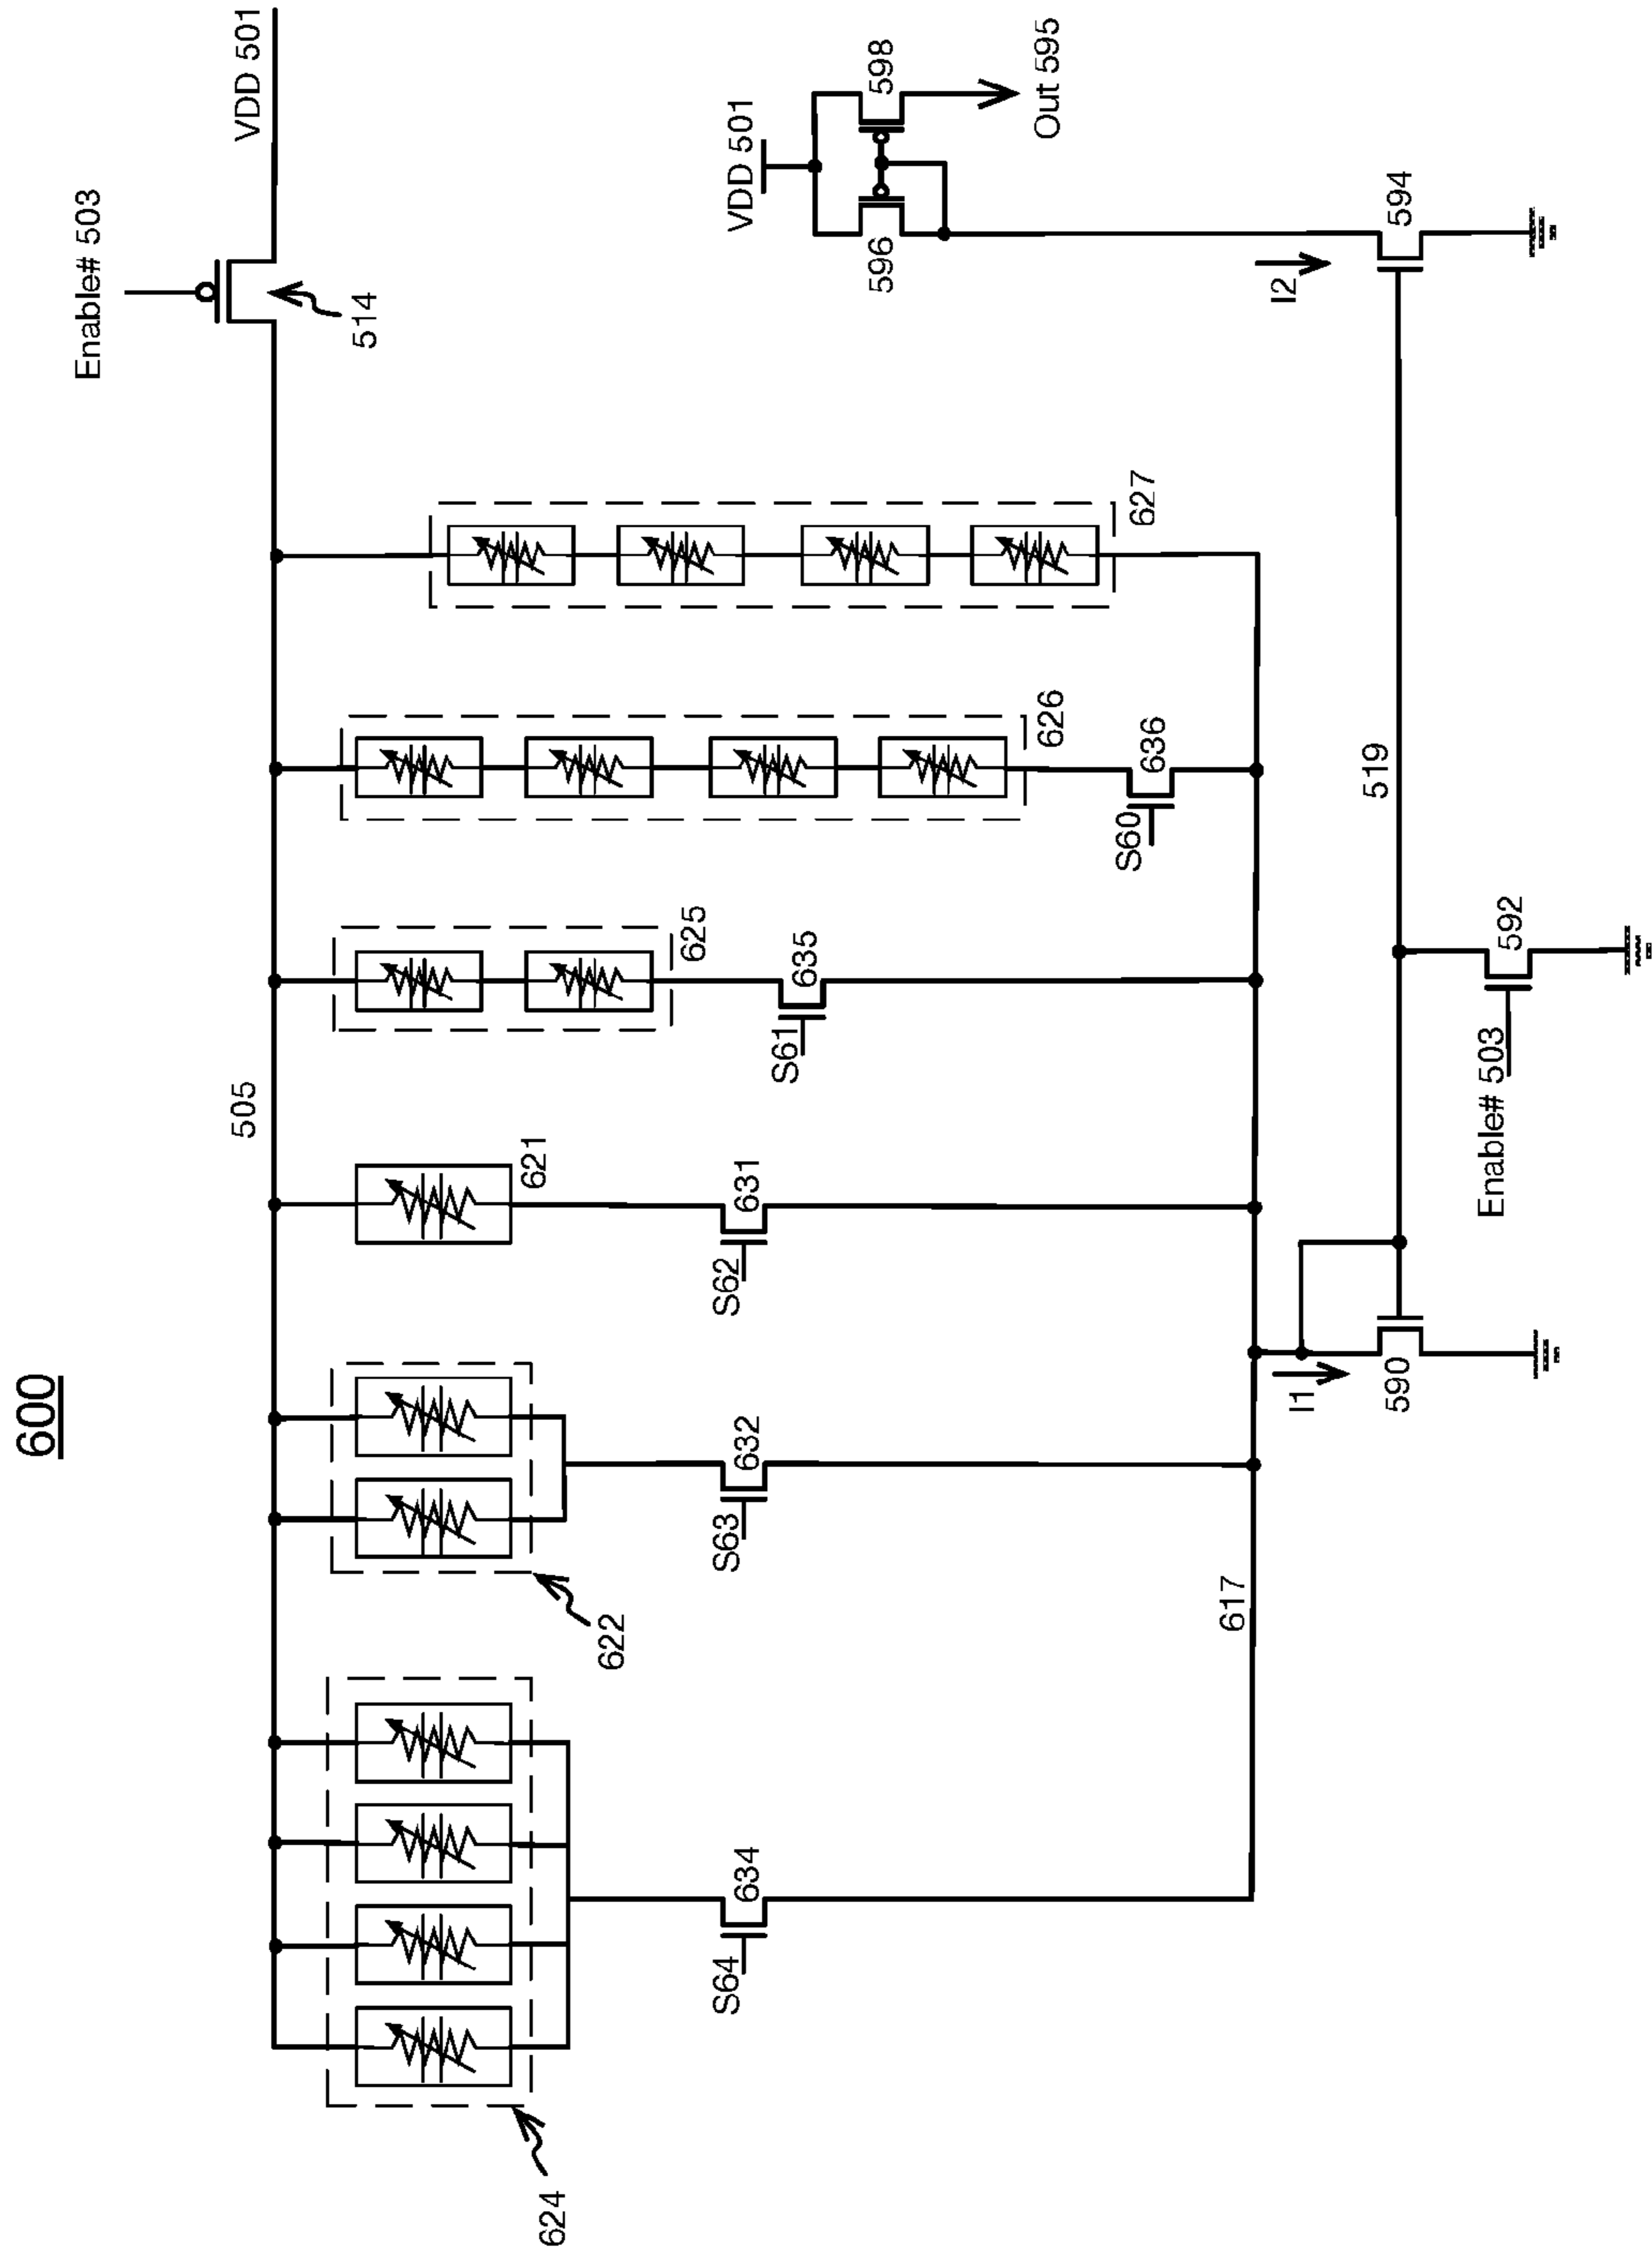 600
Enable# 503
VDD 501
514
505
624
622
621
625
626
627
S64
634
S63
632
S62
631
S61
635
S60
636
617
VDD 501
596
598
Out 595
I1
590
519
I2
594
Enable# 503
592